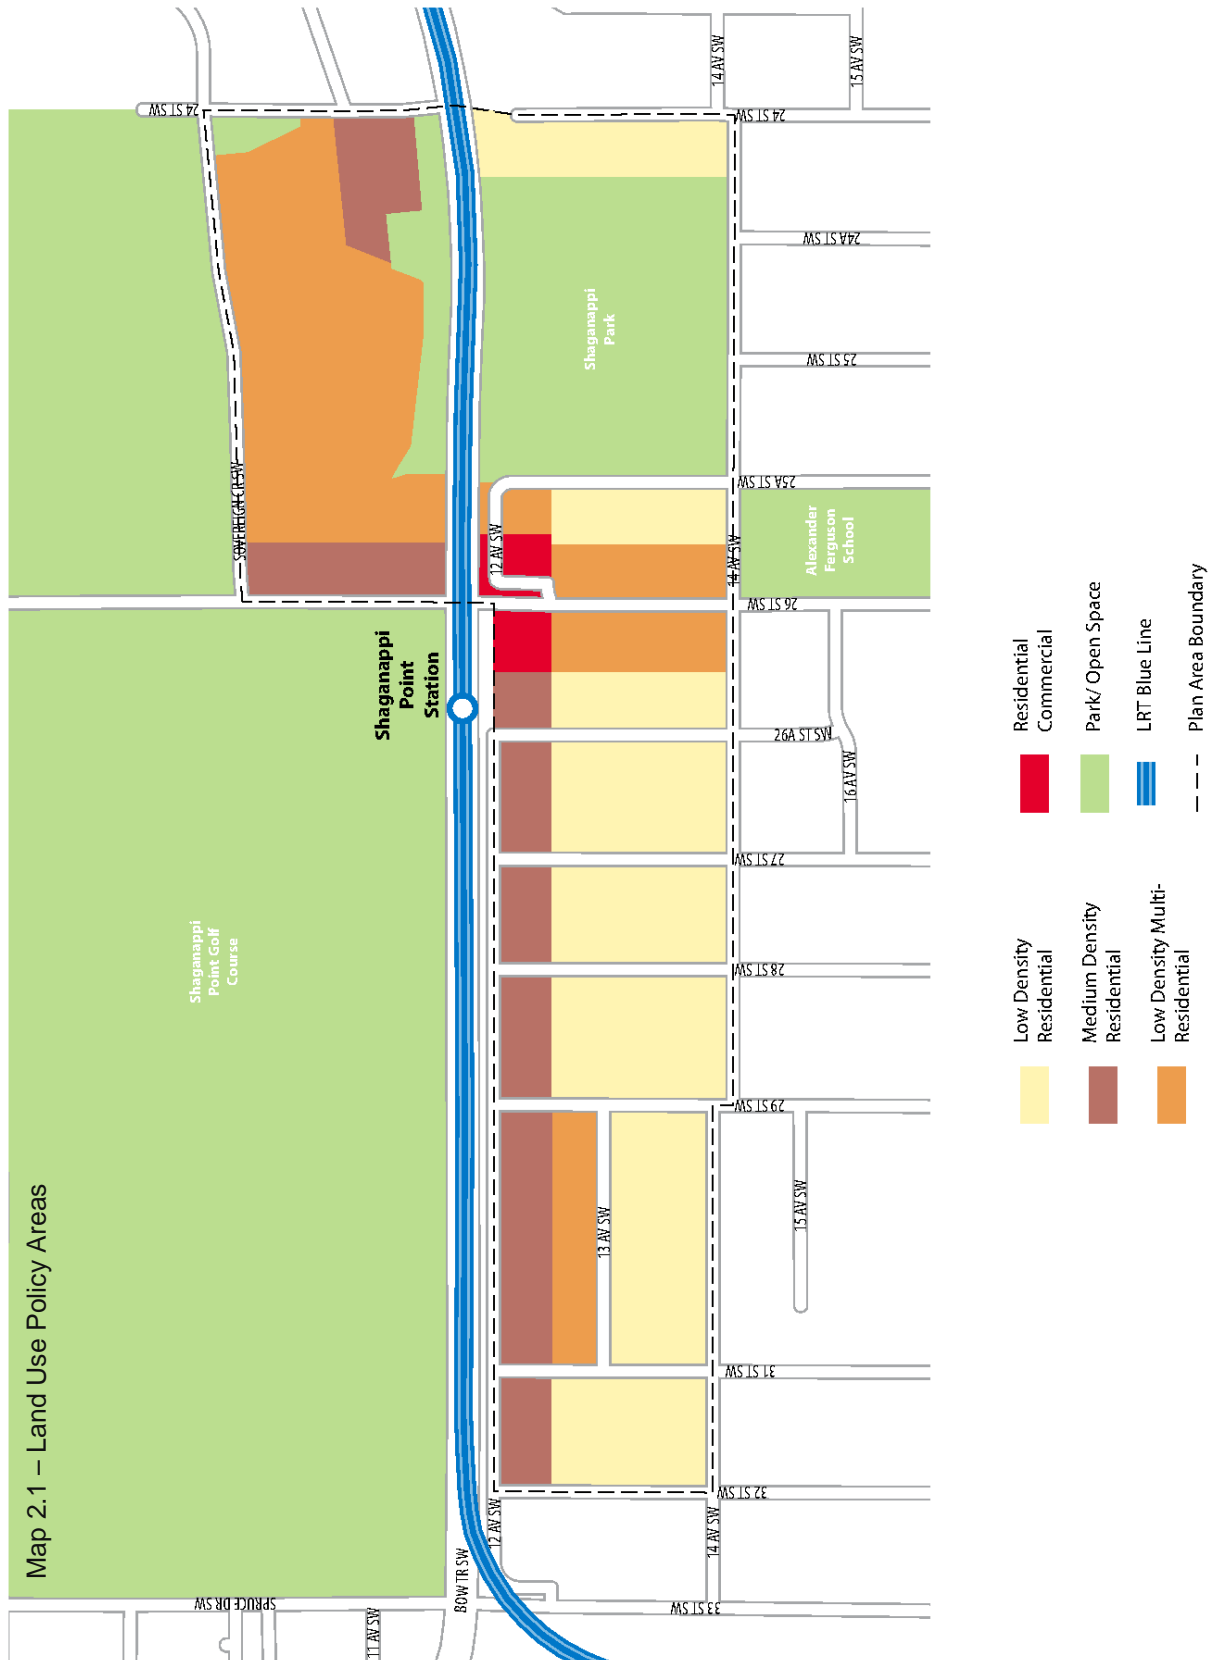 Map 2.1 – Land Use Policy Areas
SPRUCE DR SW
11 AV SW
BOW TR SW
12 AV SW
33 ST SW
14 AV SW
32 ST SW
31 ST SW
13 AV SW
15 AV SW
29 ST SW
28 ST SW
27 ST SW
26A ST SW
16 AV SW
26 ST SW
14 AV SW
12 AV SW
25A ST SW
25 ST SW
24A ST SW
24 ST SW
14 AV SW
15 AV SW
24 ST SW
SOVEREIGN CR SW
Shaganappi
Point Golf
Course
Shaganappi
Point
Station
Shaganappi
Park
Alexander
Ferguson
School
Low Density
Residential
Medium Density
Residential
Low Density Multi-
Residential
Residential
Commercial
Park/ Open Space
LRT Blue Line
Plan Area Boundary